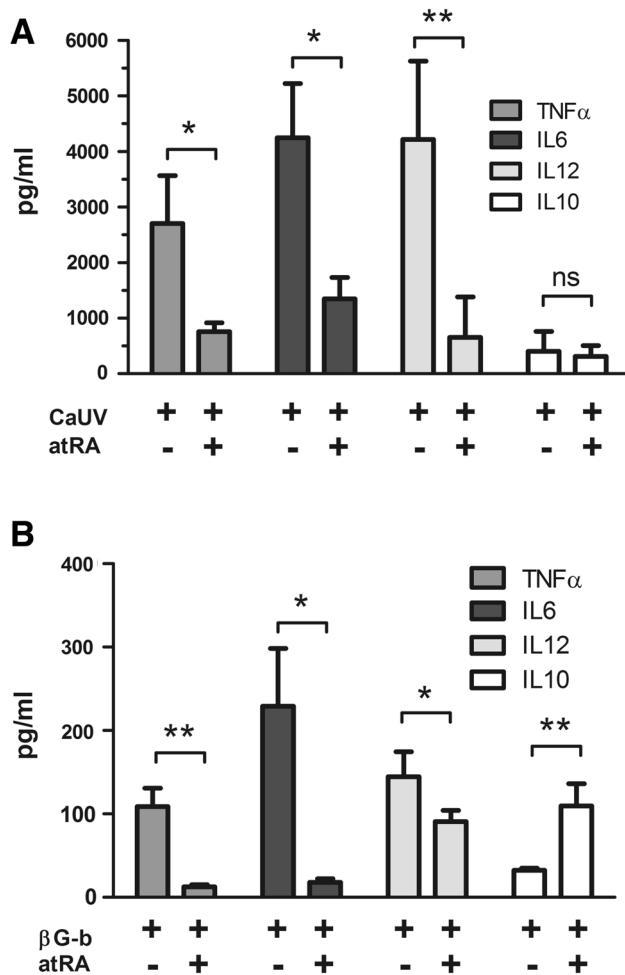 A
6000
5000
4000
3000
2000
1000
0
pg/ml
* * ** ns
TNFα
IL6
IL12
IL10
CaUV + + + + + + + +
atRA - + - + - + - +
B
400
300
200
100
0
pg/ml
** * * **
TNFα
IL6
IL12
IL10
βG-b + + + + + + + +
atRA - + - + - + - +